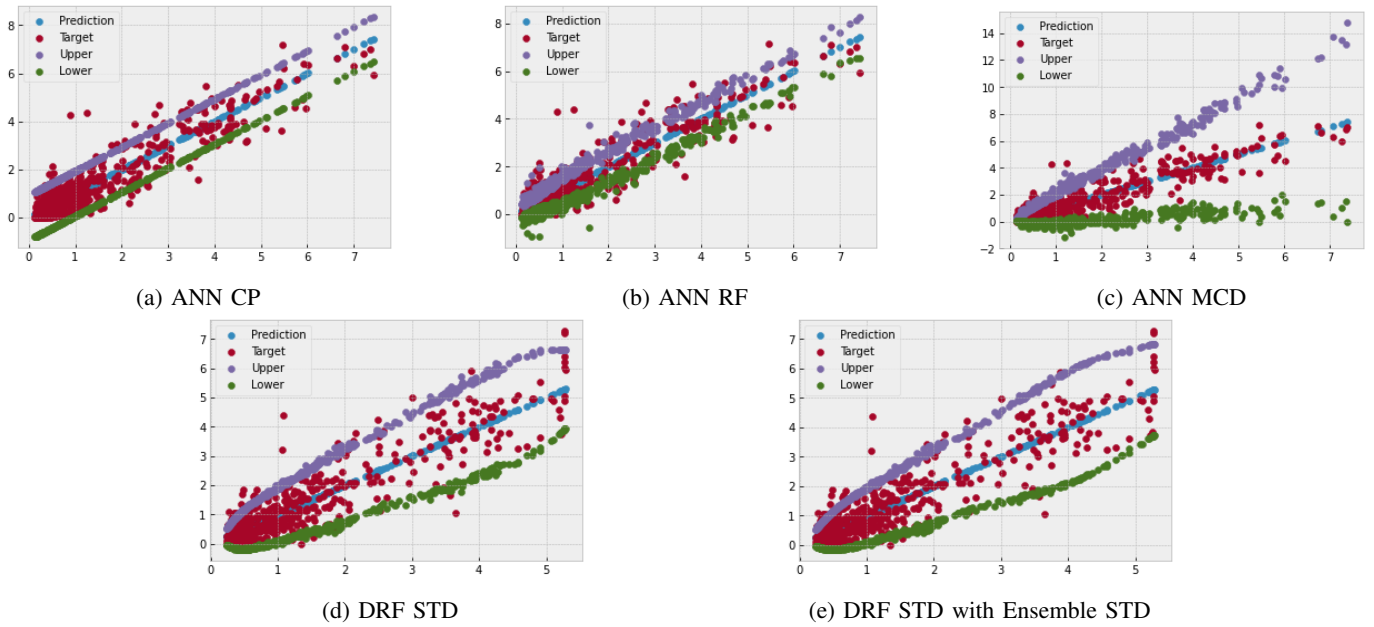 8
6
4
2
0
0
1
2
3
4
5
6
7
Prediction
Target
Upper
Lower
(a) ANN CP
8
6
4
2
0
0
1
2
3
4
5
6
7
Prediction
Target
Upper
Lower
(b) ANN RF
14
12
10
8
6
4
2
0
−2
0
1
2
3
4
5
6
7
Prediction
Target
Upper
Lower
(c) ANN MCD
7
6
5
4
3
2
1
0
1
2
3
4
5
Prediction
Target
Upper
Lower
(d) DRF STD
7
6
5
4
3
2
1
0
0
1
2
3
4
5
Prediction
Target
Upper
Lower
(e) DRF STD with Ensemble STD